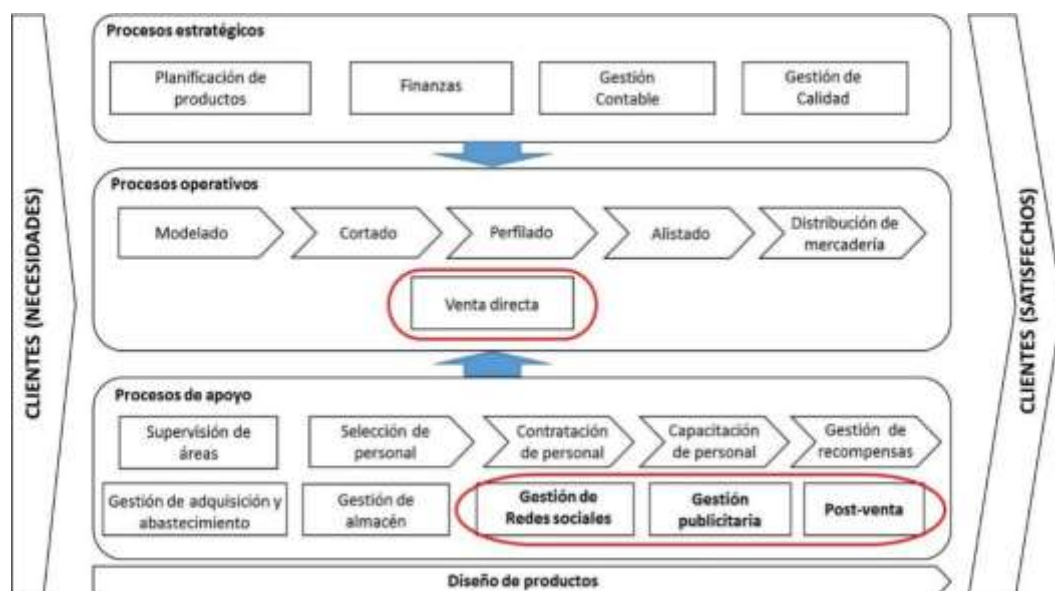 CLIENTES (NECESIDADES)
Procesos estratégicos
Planificación de
productos
Finanzas
Gestión
Contable
Gestión de
Calidad
Procesos operativos
Modelado
Cortado
Perfilado
Alistado
Distribución de
mercadería
Venta directa
Procesos de apoyo
Supervisión de
áreas
Selección de
personal
Contratación
de personal
Capacitación
de personal
Gestión de
recompensas
Gestión de adquisición y
abastecimiento
Gestión de
almacén
Gestión de
Redes sociales
Gestión
publicitaria
Post-venta
Diseño de productos
CLIENTES (SATISFECHOS)